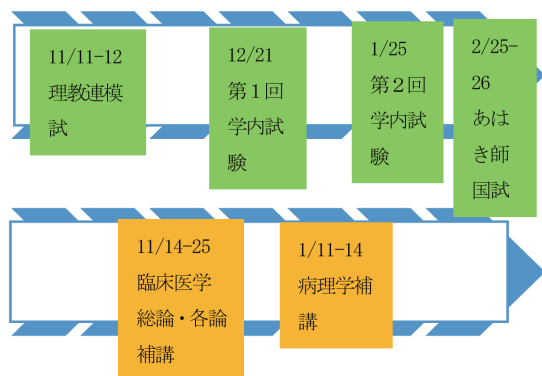 11/11-12
理教連模
試
12/21
第１回
学内試
験
1/25
第２回
学内試
験
2/25-
26
あは
き師
国試
11/14-25
臨床医学
総論・各論
補講
1/11-14
病理学補
講